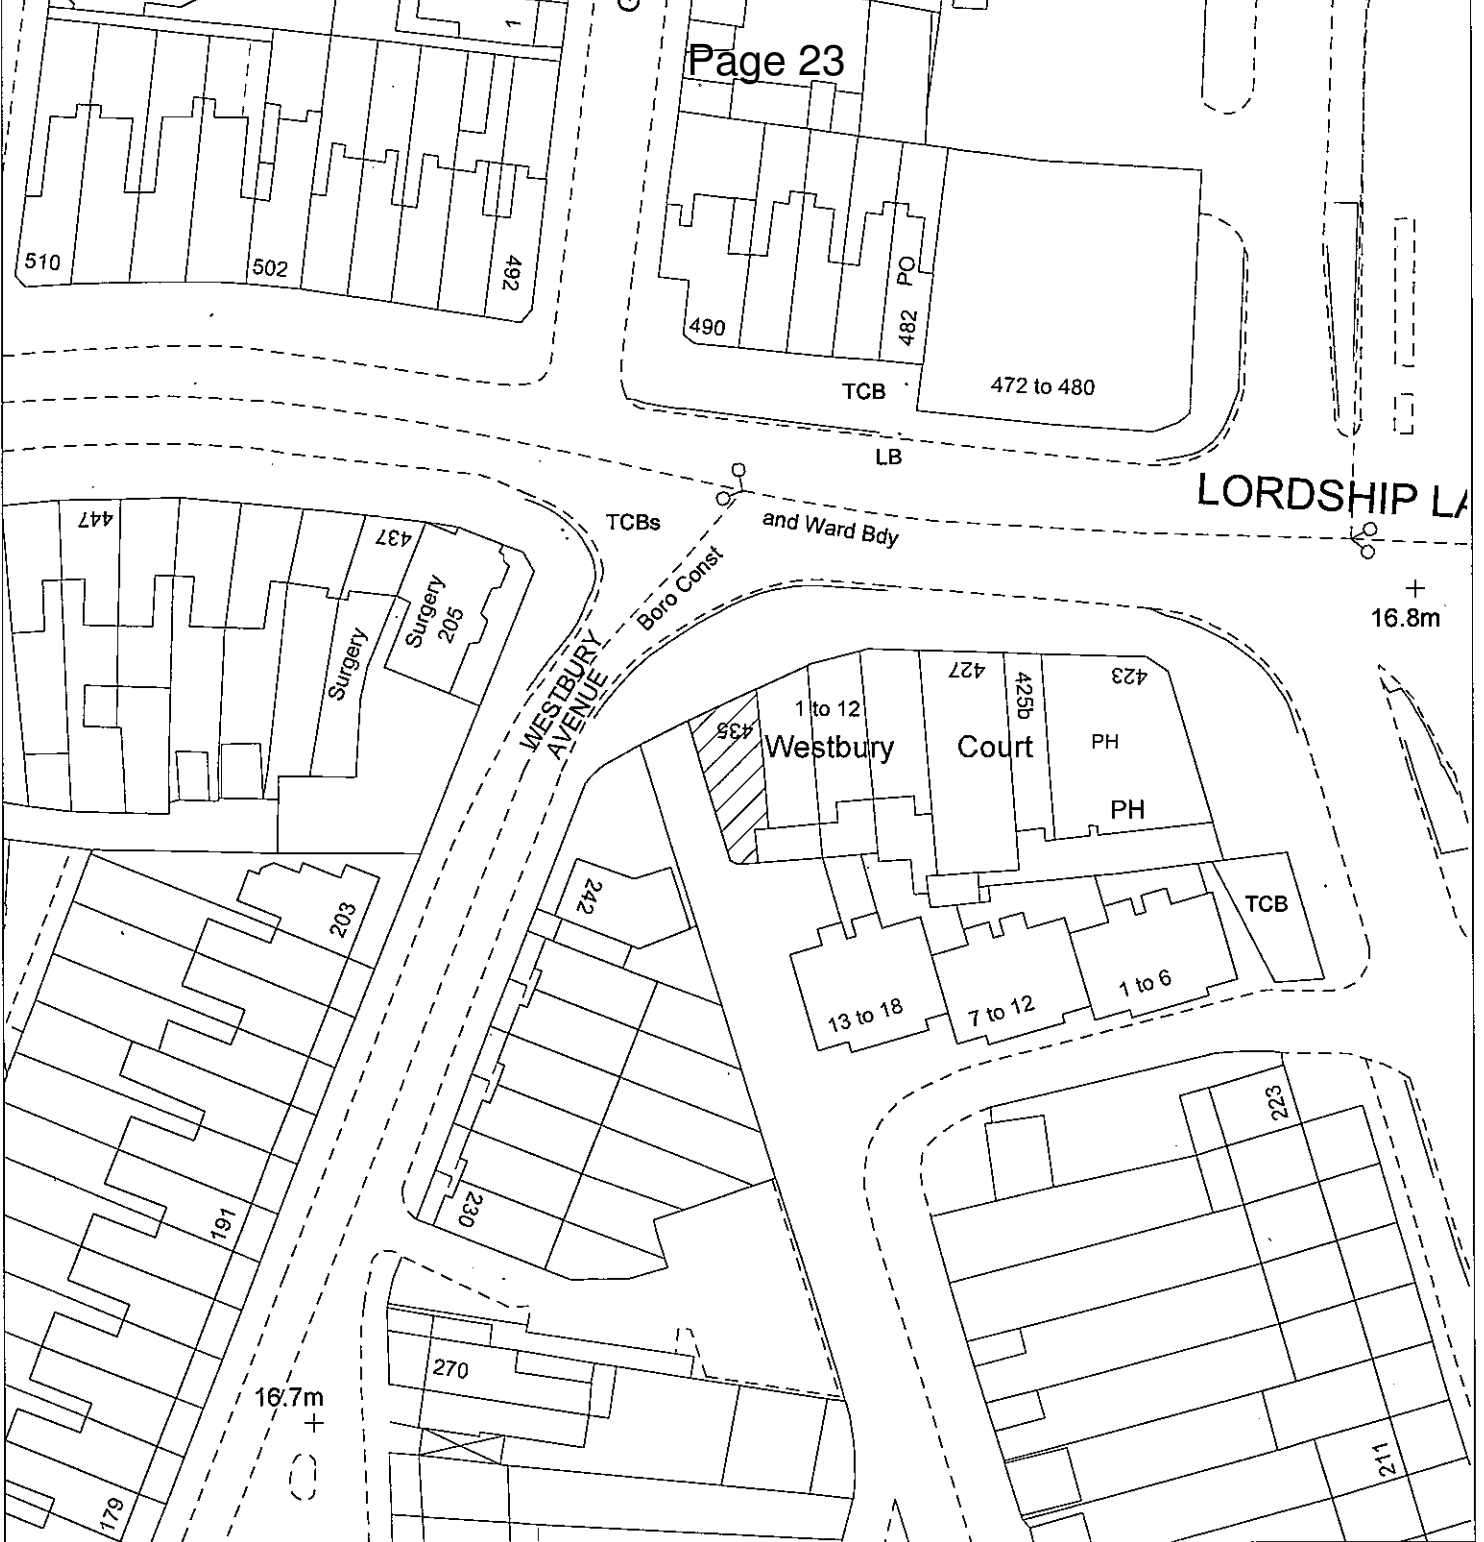 1
Page 23
510
502
492
490
482 PO
TCB
472 to 480
LB
LORDSHIP LA
447
437
TCBs
and Ward Bdy
Boro Const
16.8m
Surgery
205
Surgery
WESTBURY
AVENUE
435
1 to 12
Westbury Court
427
425b
423
PH
PH
242
203
TCB
13 to 18
7 to 12
1 to 6
223
230
191
270
16.7m
211
179